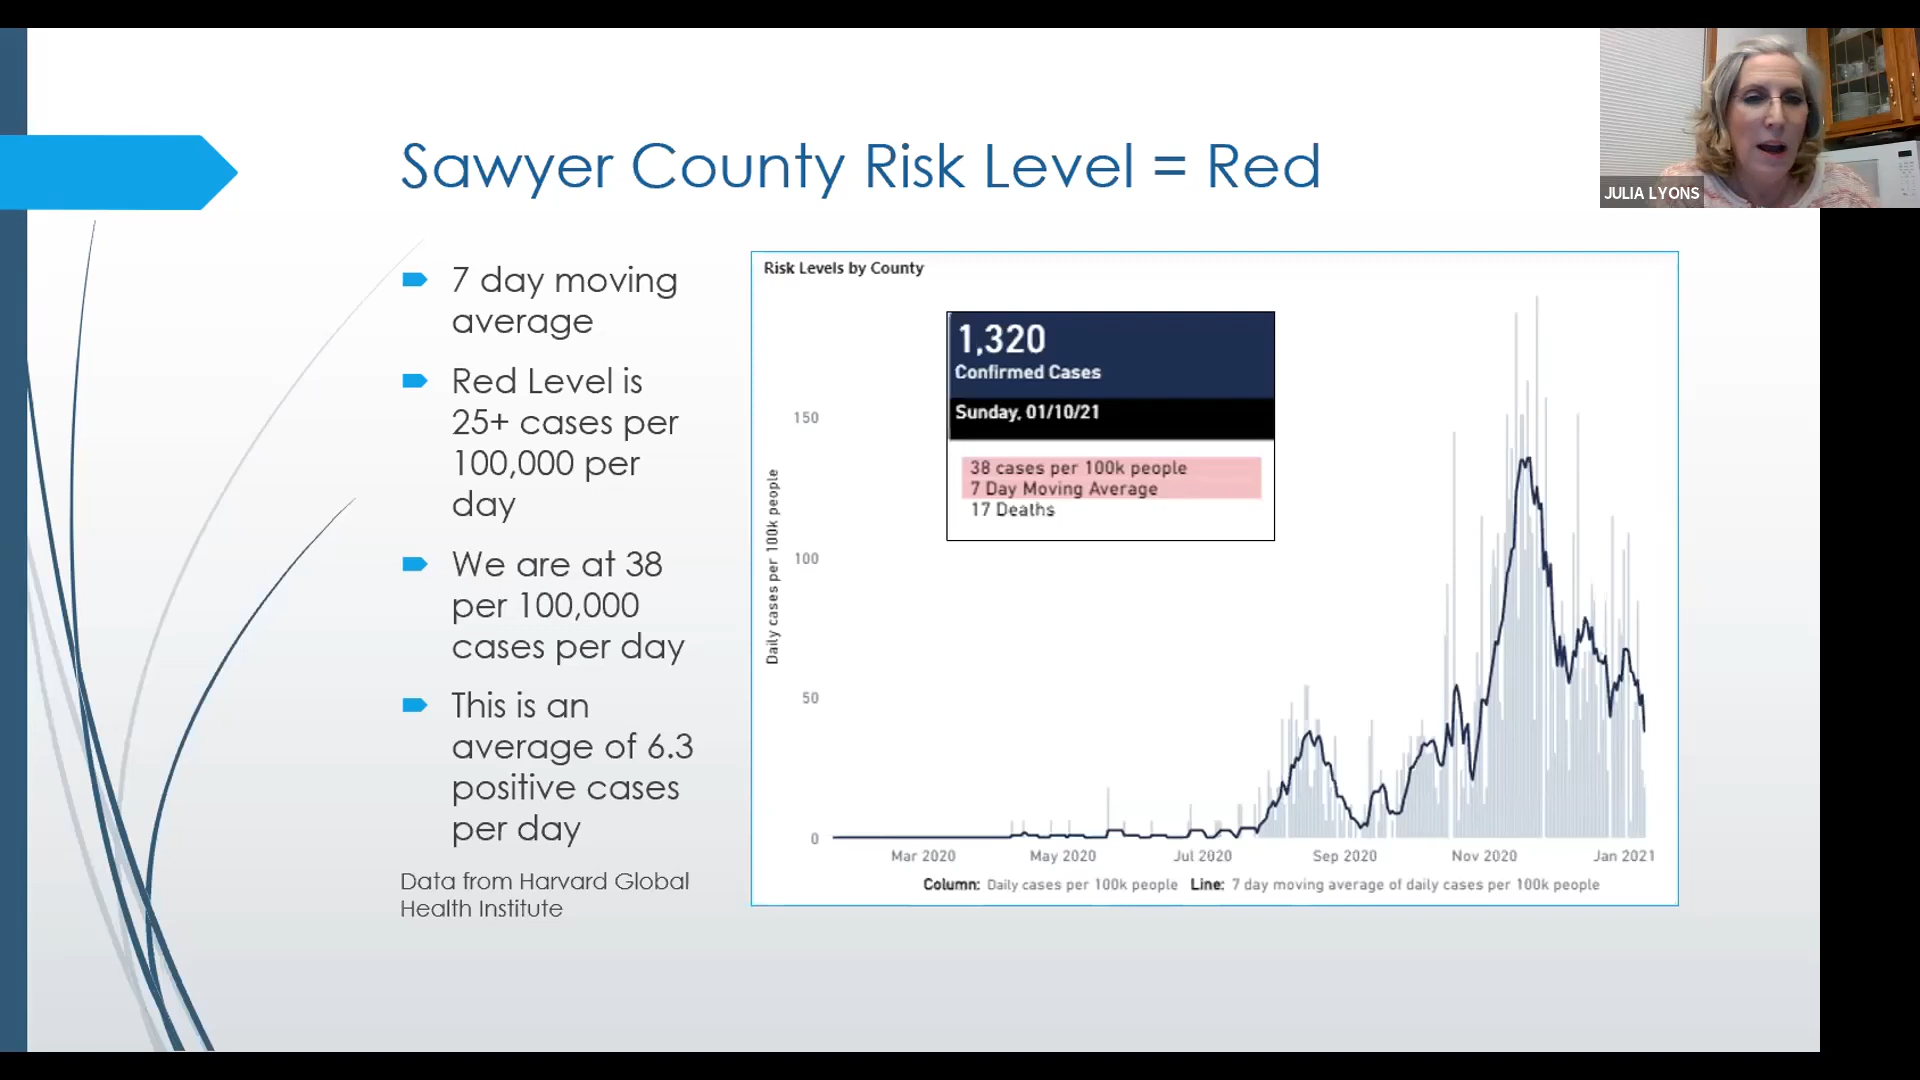 Sawyer County Risk Level = Red
JULIA LYONS
7 day moving
average
Red Level is
25+ cases per
100,000 per
day
We are at 38
per 100,000
cases per day
This is an
average of 6.3
positive cases
per day
Data from Harvard Global
Health Institute
Risk Levels by County
1,320
Confirmed Cases
Sunday, 01/10/21
38 cases per 100k people
7 Day Moving Average
17 Deaths
Daily cases per 100k people
150
100
50
0
Mar 2020 May 2020 Jul 2020 Sep 2020 Nov 2020 Jan 2021
Column: Daily cases per 100k people Line: 7 day moving average of daily cases per 100k people